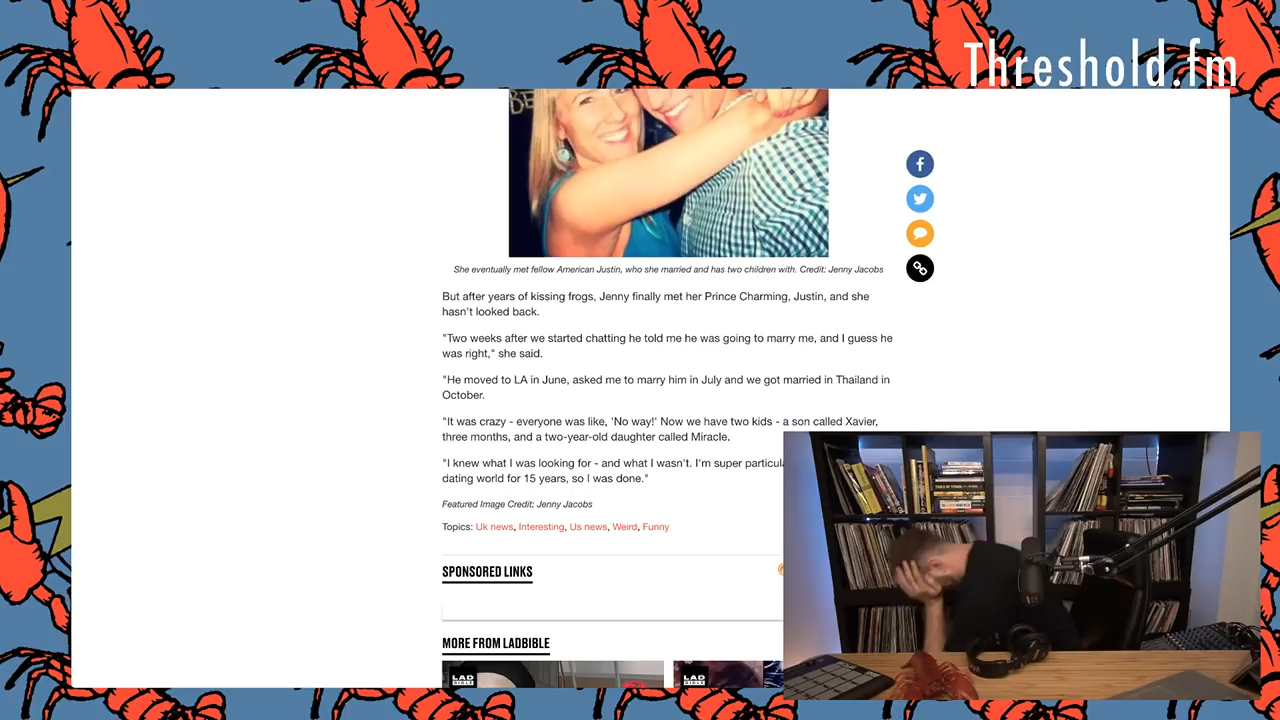 Threshold.fm
BE
She eventually met fellow American Justin, who she married and has two children with. Credit: Jenny Jacobs
But after years of kissing frogs, Jenny finally met her Prince Charming, Justin, and she
hasn't looked back.
"Two weeks after we started chatting he told me he was going to marry me, and I guess he
was right," she said.
"He moved to LA in June, asked me to marry him in July and we got married in Thailand in
October.
"It was crazy - everyone was like, 'No way!' Now we have two kids - a son called Xavier,
three months, and a two-year-old daughter called Miracle.
"I knew what I was looking for - and what I wasn't. I'm super
dating world for 15 years, so I was done."
Featured Image Credit: Jenny Jacobs
Topics: Uk news, Interesting, Us news, Weird, Funny
SPONSORED LINKS
MORE FROM LADBIBLE
LAD
BIBLE
LAD
BIBLE